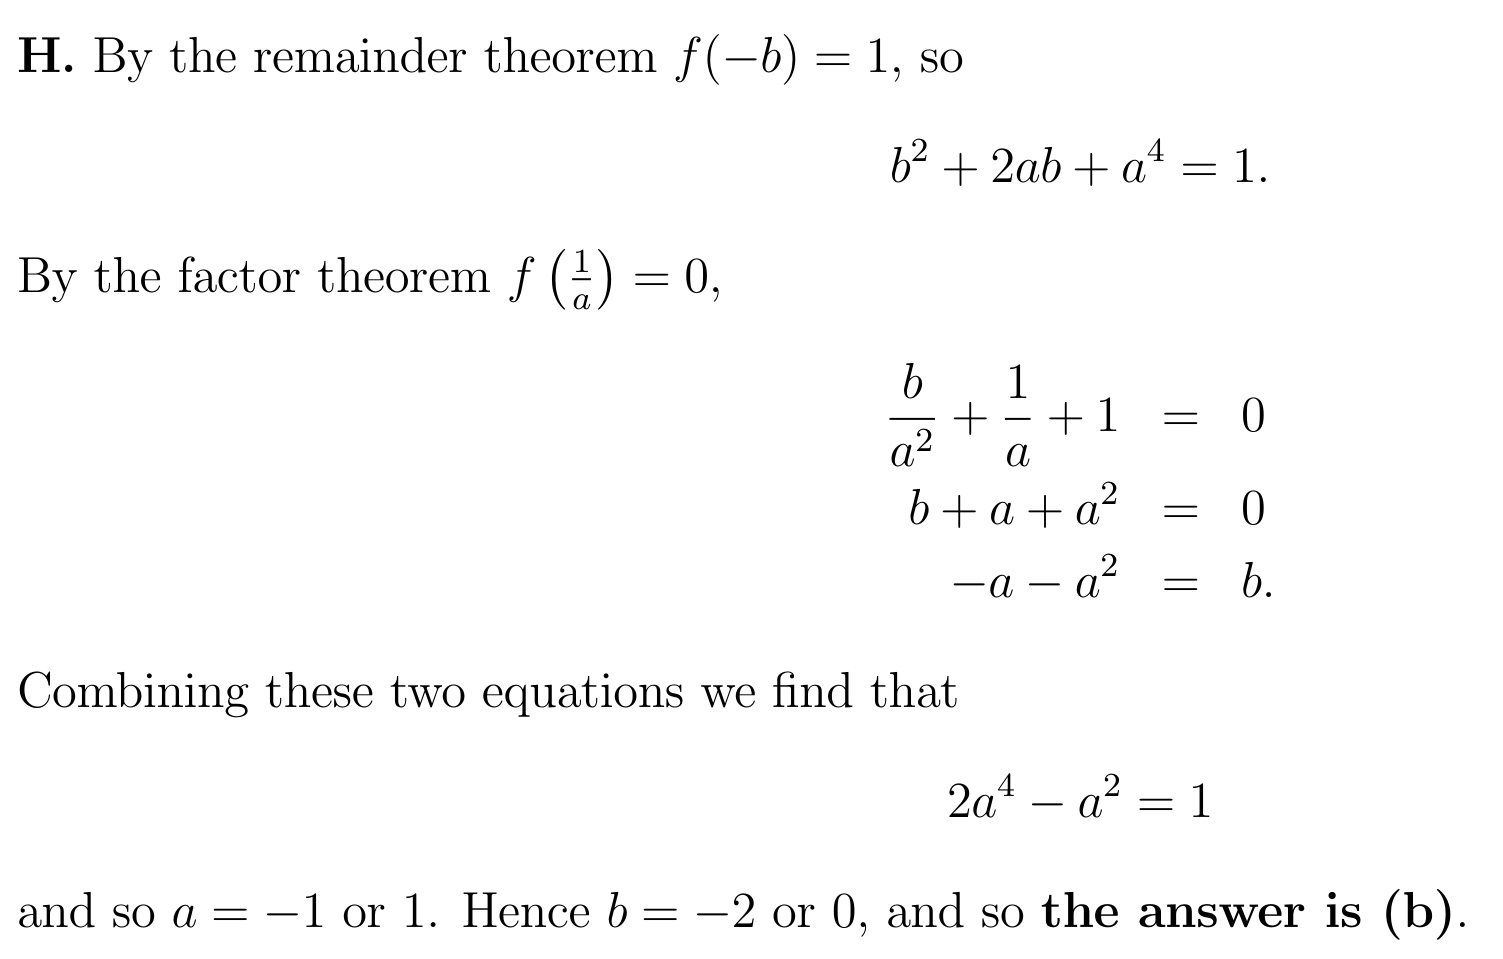 H. By the remainder theorem f(−b) = 1, so
b² + 2ab + a⁴ = 1.
By the factor theorem f (1/a) = 0,
b/a² + 1/a + 1 = 0
b + a + a² = 0
−a − a² = b.
Combining these two equations we find that
2a⁴ − a² = 1
and so a = −1 or 1. Hence b = −2 or 0, and so the answer is (b).